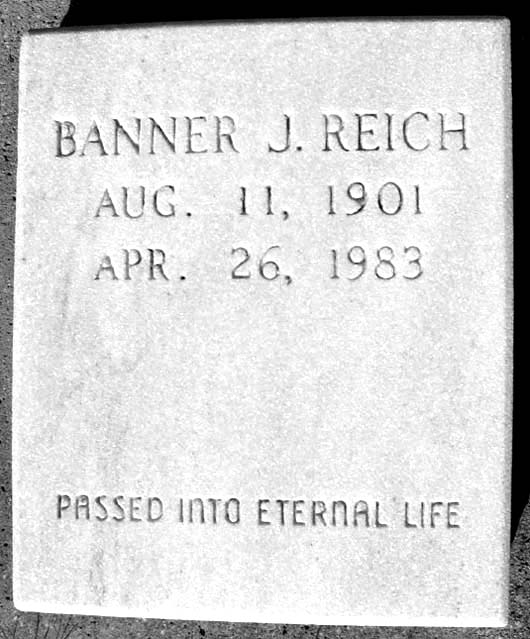 BANNER J. REICH
AUG. 11, 1901
APR. 26, 1983
PASSED INTO ETERNAL LIFE